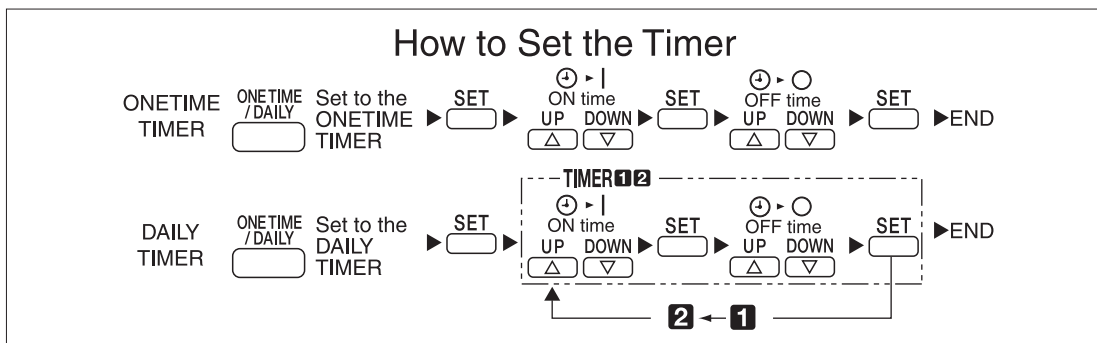 How to Set the Timer
ONETIME TIMER
ONETIME /DAILY
Set to the ONETIME TIMER
SET
ON time
UP DOWN
SET
OFF time
UP DOWN
SET
END
DAILY TIMER
ONETIME /DAILY
Set to the DAILY TIMER
SET
TIMER 1 2
ON time
UP DOWN
SET
OFF time
UP DOWN
SET
END
2 ← 1